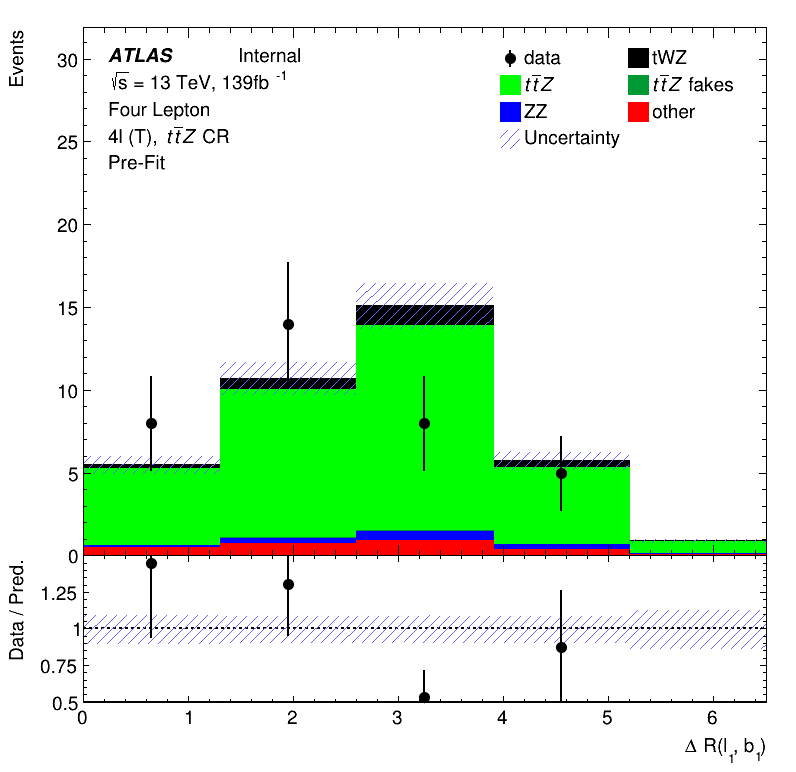 Events
30
25
20
15
10
5
0
ATLAS Internal
√s = 13 TeV, 139fb⁻¹
Four Lepton
4l (T), tt̄Z CR
Pre-Fit
data
tWZ
tt̄Z
tt̄Z fakes
ZZ
other
Uncertainty
Data / Pred.
1.25
1
0.75
0.5
0 1 2 3 4 5 6
Δ R(l₁, b₁)